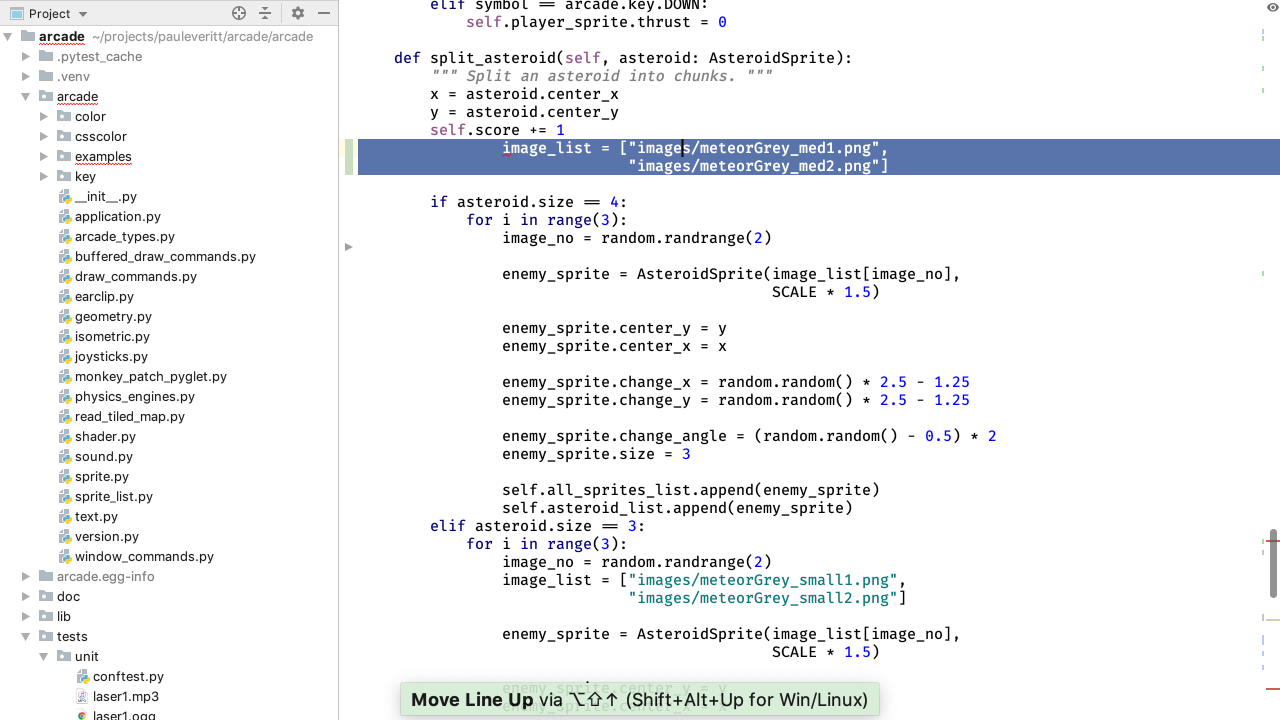 Project
arcade ~/projects/pauleveritt/arcade/arcade
.pytest_cache
.venv
arcade
color
csscolor
examples
key
__init__.py
application.py
arcade_types.py
buffered_draw_commands.py
draw_commands.py
earclip.py
geometry.py
isometric.py
joysticks.py
monkey_patch_pyglet.py
physics_engines.py
read_tiled_map.py
shader.py
sound.py
sprite.py
sprite_list.py
text.py
version.py
window_commands.py
arcade.egg-info
doc
lib
tests
unit
conftest.py
laser1.mp3
laser1.ogg
elif symbol == arcade.key.DOWN:
self.player_sprite.thrust = 0
def split_asteroid(self, asteroid: AsteroidSprite):
""" Split an asteroid into chunks. """
x = asteroid.center_x
y = asteroid.center_y
self.score += 1
image_list = ["images/meteorGrey_med1.png",
"images/meteorGrey_med2.png"]
if asteroid.size == 4:
for i in range(3):
image_no = random.randrange(2)
enemy_sprite = AsteroidSprite(image_list[image_no],
SCALE * 1.5)
enemy_sprite.center_y = y
enemy_sprite.center_x = x
enemy_sprite.change_x = random.random() * 2.5 - 1.25
enemy_sprite.change_y = random.random() * 2.5 - 1.25
enemy_sprite.change_angle = (random.random() - 0.5) * 2
enemy_sprite.size = 3
self.all_sprites_list.append(enemy_sprite)
self.asteroid_list.append(enemy_sprite)
elif asteroid.size == 3:
for i in range(3):
image_no = random.randrange(2)
image_list = ["images/meteorGrey_small1.png",
"images/meteorGrey_small2.png"]
enemy_sprite = AsteroidSprite(image_list[image_no],
SCALE * 1.5)
enemy_sprite.center_y = y
Move Line Up via ⌥⇧↑ (Shift+Alt+Up for Win/Linux)
enemy_sprite.center_x = x